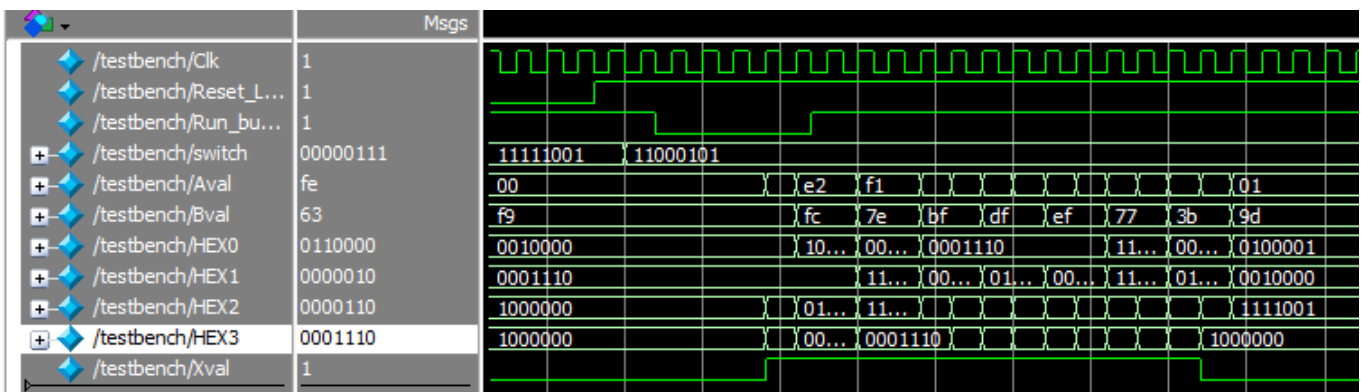 Msgs
/testbench/Clk 1
/testbench/Reset_L... 1
/testbench/Run_bu... 1
/testbench/switch 00000111 11111001 11000101
/testbench/Aval fe 00 e2 f1 01
/testbench/Bval 63 f9 fc 7e bf df ef 77 3b 9d
/testbench/HEX0 0110000 0010000 10... 00... 0001110 11... 00... 0100001
/testbench/HEX1 0000010 0001110 11... 00... 01... 00... 11... 01... 0010000
/testbench/HEX2 0000110 1000000 01... 11... 1111001
/testbench/HEX3 0001110 1000000 00... 0001110 1000000
/testbench/Xval 1